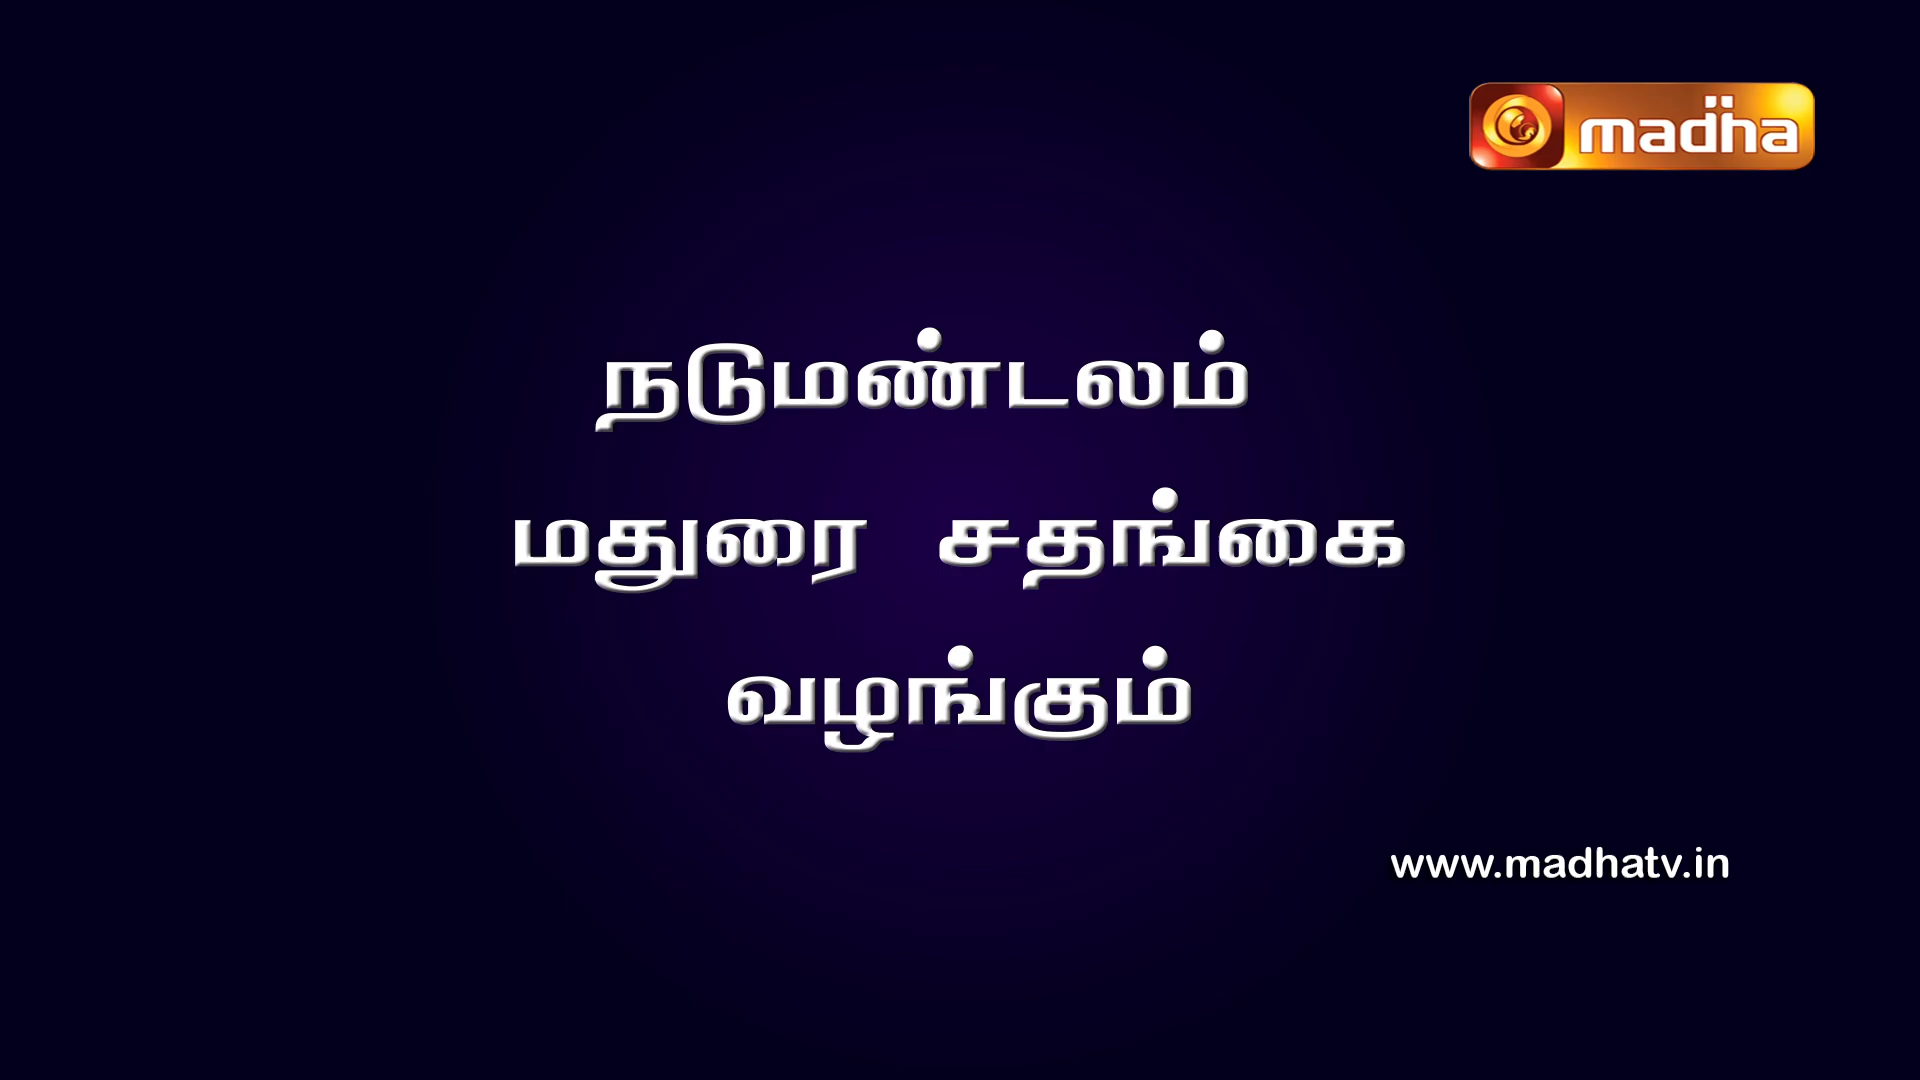 madha
நடுமண்டலம்
மதுரை சதங்கை
வழங்கும்
www.madhatv.in